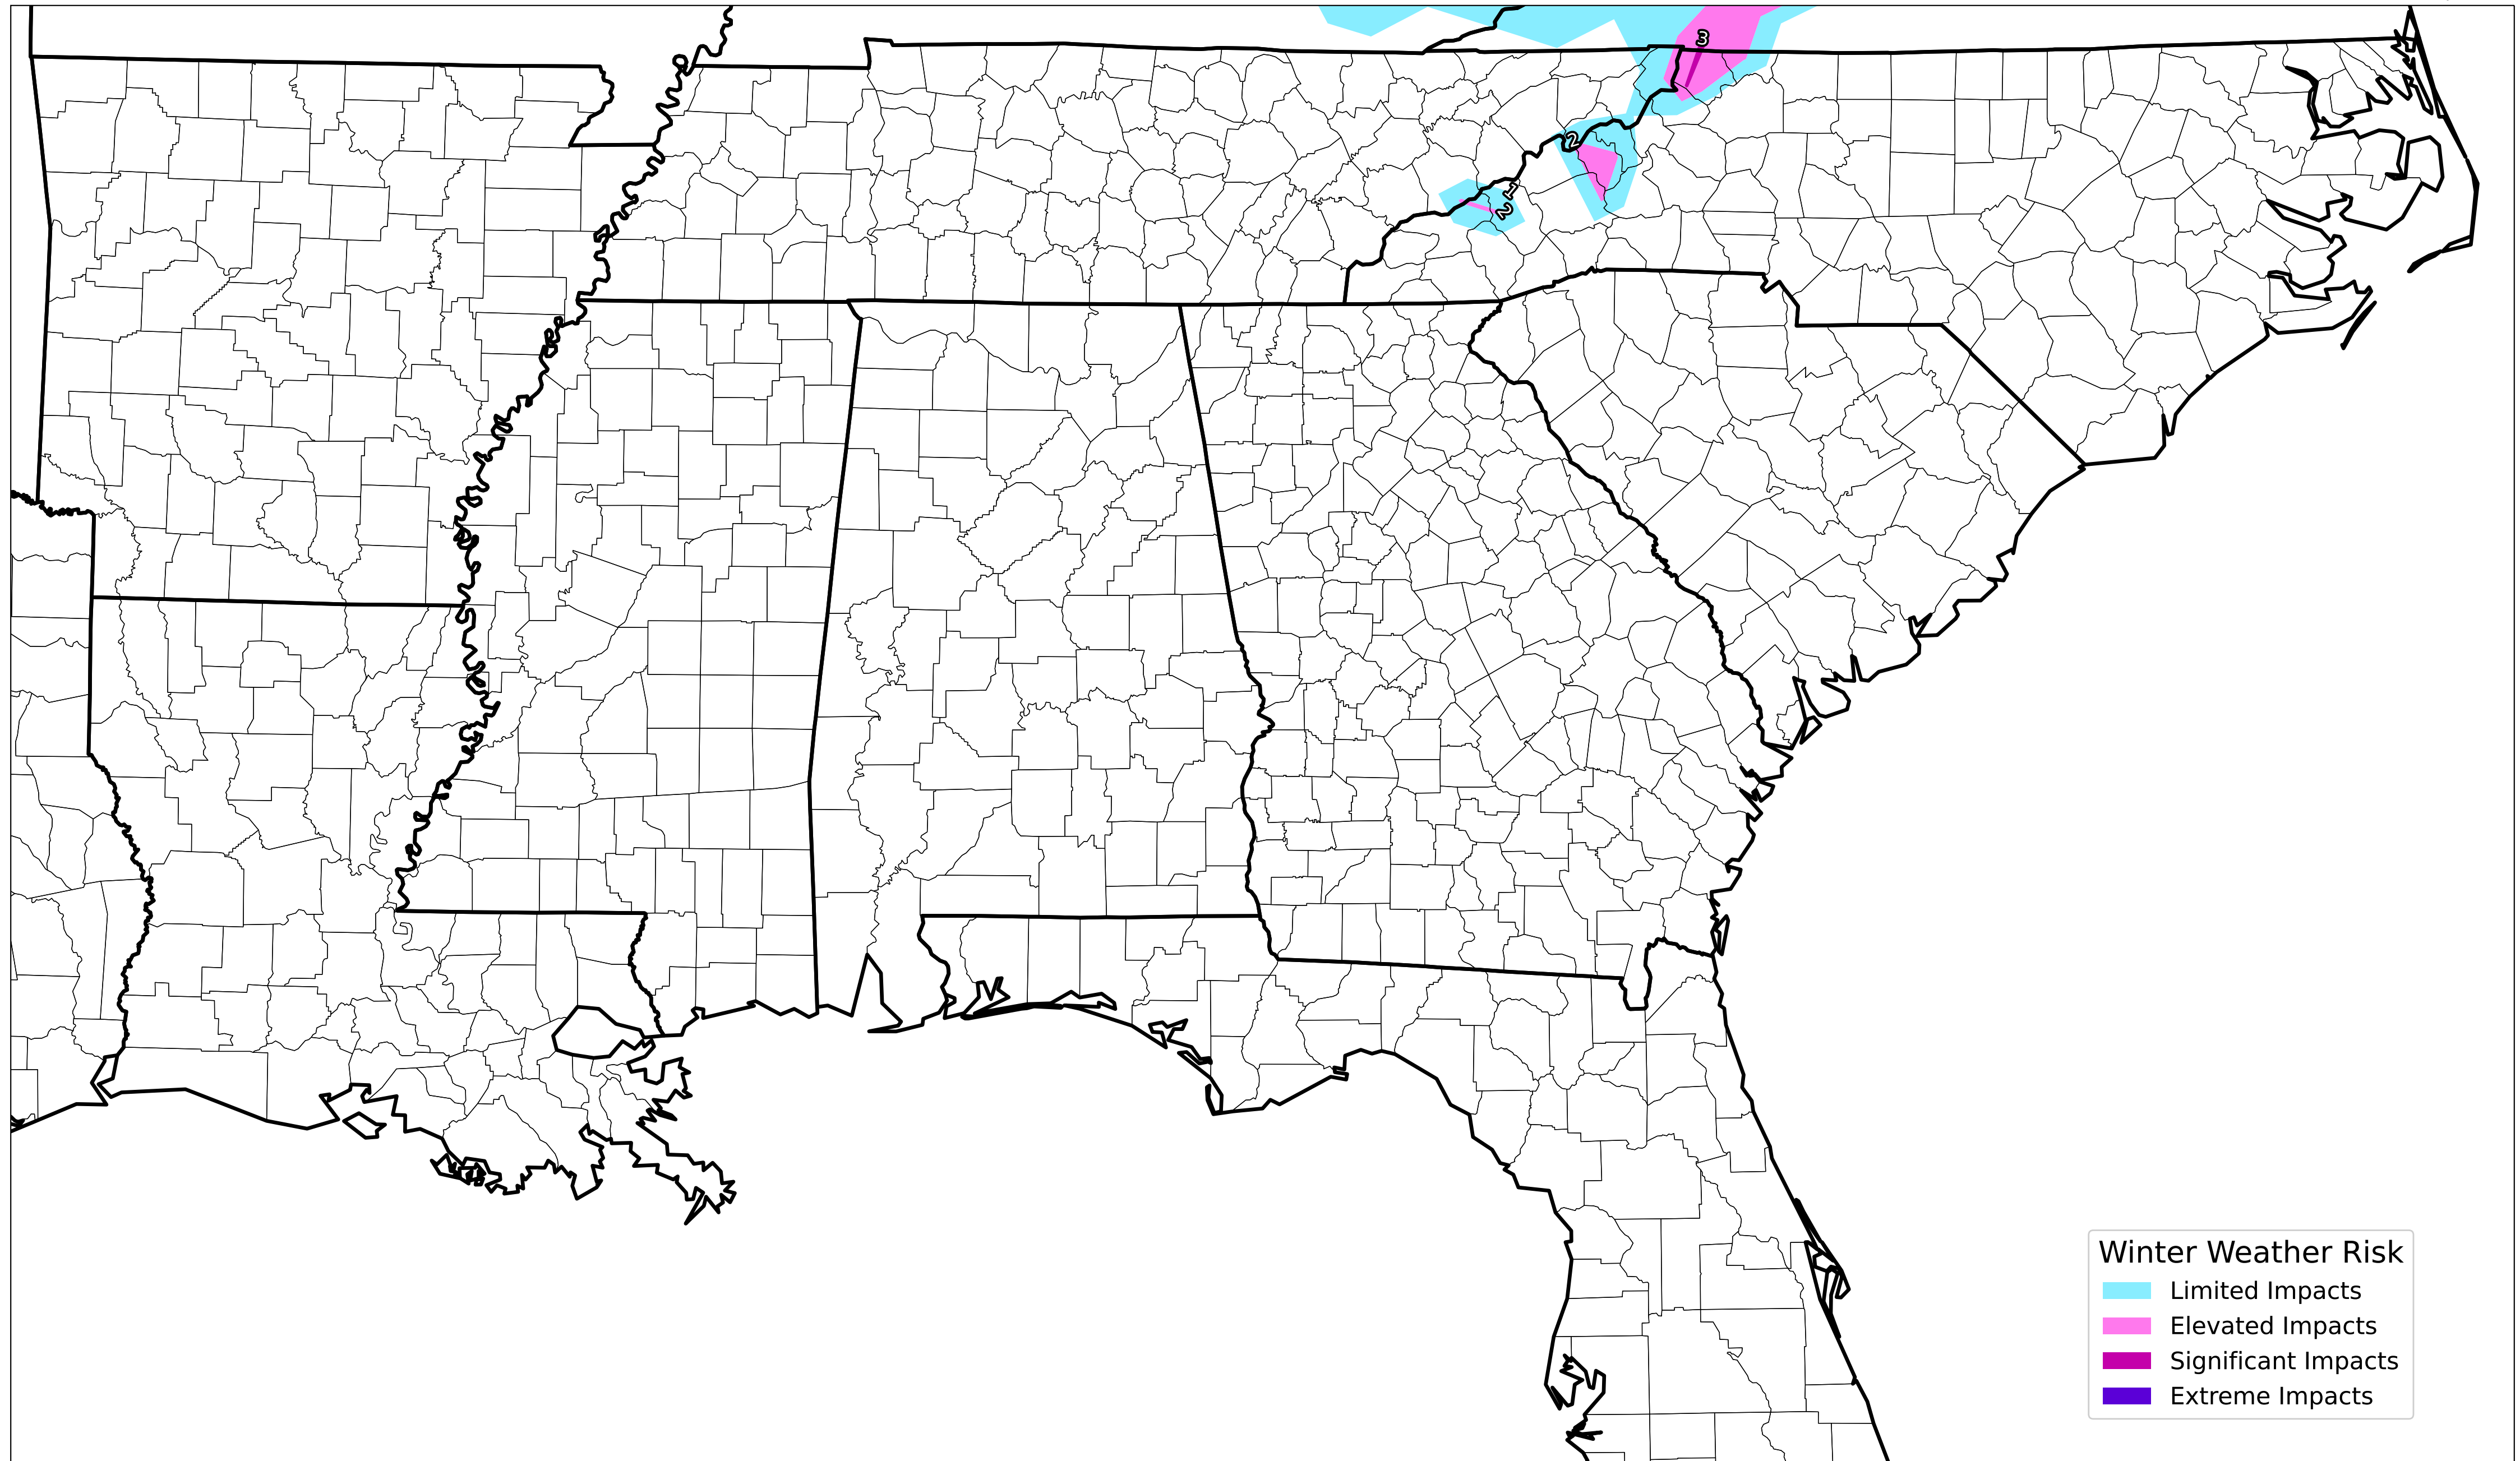 3
2
1
2
Winter Weather Risk
Limited Impacts
Elevated Impacts
Significant Impacts
Extreme Impacts